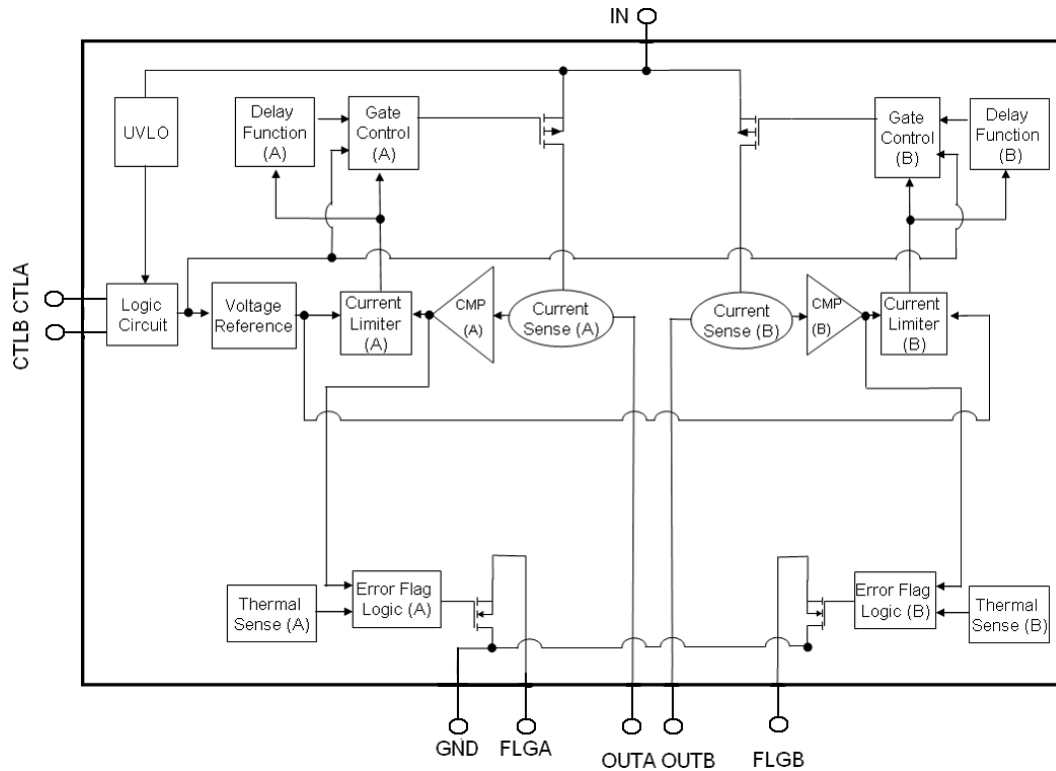 IN
UVLO
Delay
Function
(A)
Gate
Control
(A)
Gate
Control
(B)
Delay
Function
(B)
CTLB CTLA
Logic
Circuit
Voltage
Reference
Current
Limiter
(A)
CMP
(A)
Current
Sense (A)
Current
Sense (B)
CMP
(B)
Current
Limiter
(B)
Thermal
Sense (A)
Error Flag
Logic (A)
Error Flag
Logic (B)
Thermal
Sense (B)
GND
FLGA
OUTA OUTB
FLGB